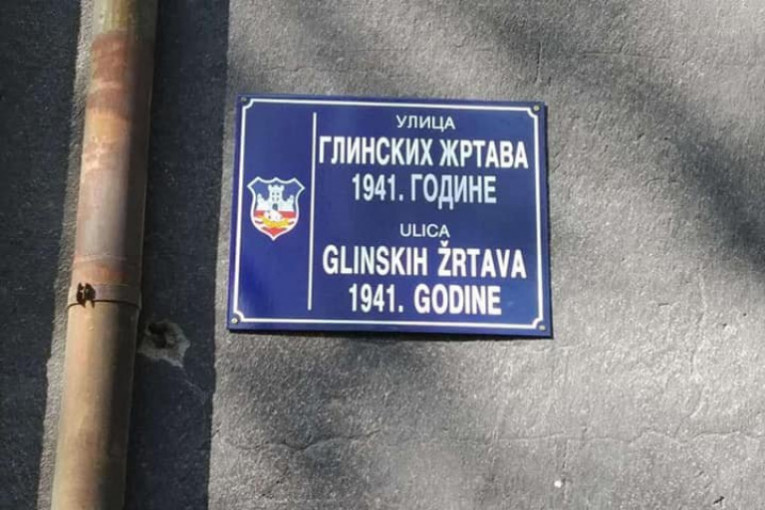 УЛИЦА
ГЛИНСКИХ ЖРТАВА
1941. ГОДИНЕ
ULICA
GLINSKIH ŽRTAVA
1941. GODINE